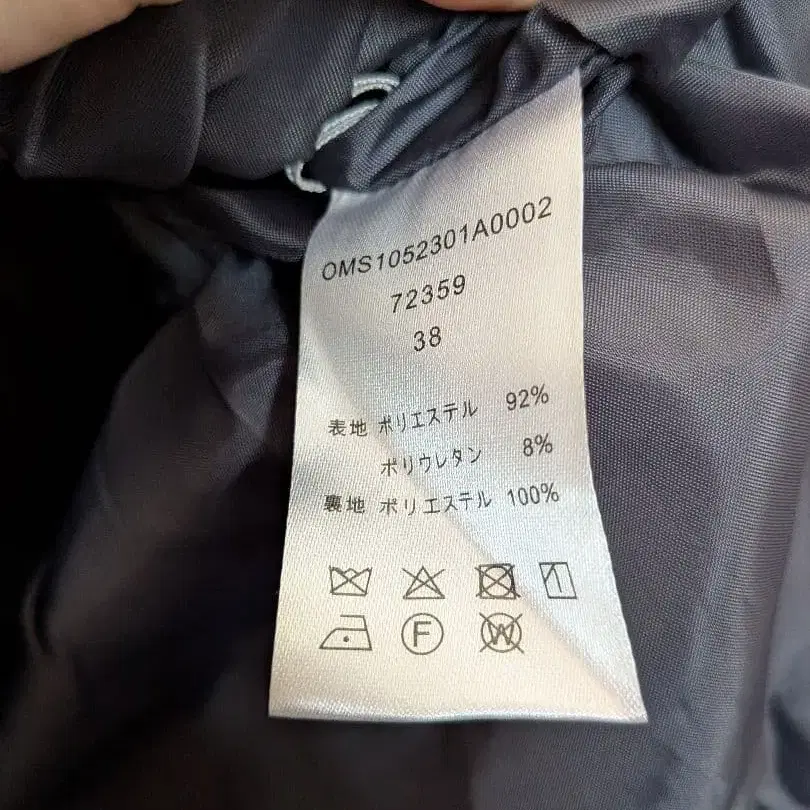 OMS1052301A0002
72359
38
表地 ポリエステル 92%
ポリウレタン 8%
裏地 ポリエステル 100%
F W